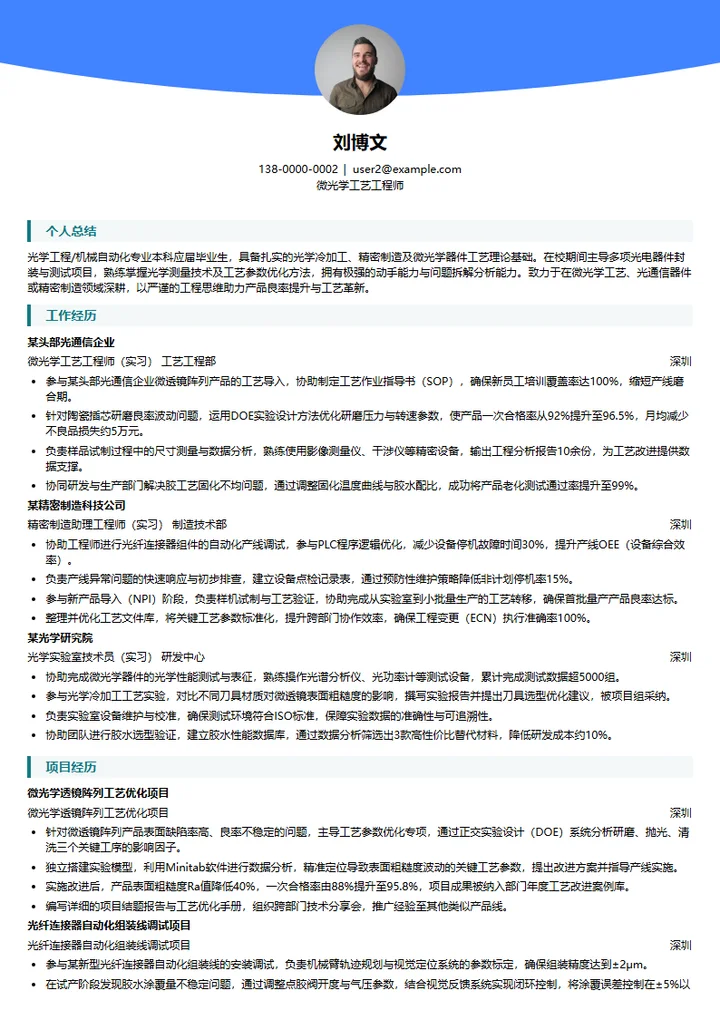 刘博文
138-0000-0002 | user2@example.com
微光学工艺工程师
个人总结
光学工程/机械自动化专业本科应届毕业生，具备扎实的光学冷加工、精密制造及微光学器件工艺理论基础。在校期间主导多项光电器件封
装与测试项目，熟练掌握光学测量技术及工艺参数优化方法，拥有极强的动手能力与问题拆解分析能力。致力于在微光学工艺、光通信器件
或精密制造领域深耕，以严谨的工程思维助力产品良率提升与工艺革新。
工作经历
某头部光通信企业
微光学工艺工程师（实习） 工艺工程部 深圳
• 参与某头部光通信企业微透镜阵列产品的工艺导入，协助制定工艺作业指导书（SOP），确保新员工培训覆盖率达100%，缩短产线磨
合期。
• 针对陶瓷插芯研磨良率波动问题，运用DOE实验设计方法优化研磨压力与转速参数，使产品一次合格率从92%提升至96.5%，月均减少
不良品损失约5万元。
• 负责样品试制过程中的尺寸测量与数据分析，熟练使用影像测量仪、干涉仪等精密设备，输出工程分析报告10余份，为工艺改进提供数
据支撑。
• 协同研发与生产部门解决胶工艺固化不均问题，通过调整固化温度曲线与胶水配比，成功将产品老化测试通过率提升至99%。
某精密制造科技公司
精密制造助理工程师（实习） 制造技术部 深圳
• 协助工程师进行光纤连接器组件的自动化产线调试，参与PLC程序逻辑优化，减少设备停机故障时间30%，提升产线OEE（设备综合效
率）。
• 负责产线异常问题的快速响应与初步排查，建立设备点检记录表，通过预防性维护策略降低非计划停机率15%。
• 参与新产品导入（NPI）阶段，负责样机试制与工艺验证，协助完成从实验室到小批量生产的工艺转移，确保首批量产产品良率达标。
• 整理并优化工艺文件库，将关键工艺参数标准化，提升跨部门协作效率，确保工程变更（ECN）执行准确率100%。
某光学研究院
光学实验室技术员（实习） 研发中心 深圳
• 协助完成微光学器件的光学性能测试与表征，熟练操作光谱分析仪、光功率计等测试设备，累计完成测试数据超5000组。
• 参与光学冷加工工艺实验，对比不同刀具材质对微透镜表面粗糙度的影响，撰写实验报告并提出刀具选型优化建议，被项目组采纳。
• 负责实验室设备维护与校准，确保测试环境符合ISO标准，保障实验数据的准确性与可追溯性。
• 协助团队进行胶水选型验证，建立胶水性能数据库，通过数据分析筛选出3款高性价比替代材料，降低研发成本约10%。
项目经历
微光学透镜阵列工艺优化项目
微光学透镜阵列工艺优化项目 深圳
• 针对微透镜阵列产品表面缺陷率高、良率不稳定的问题，主导工艺参数优化专项，通过正交实验设计（DOE）系统分析研磨、抛光、清
洗三个关键工序的影响因子。
• 独立搭建实验模型，利用Minitab软件进行数据分析，精准定位导致表面粗糙度波动的关键工艺参数，提出改进方案并指导产线实施。
• 实施改进后，产品表面粗糙度Ra值降低40%，一次合格率由88%提升至95.8%，项目成果被纳入部门年度工艺改进案例库。
• 编写详细的项目结题报告与工艺优化手册，组织跨部门技术分享会，推广经验至其他类似产品线。
光纤连接器自动化组装线调试项目
光纤连接器自动化组装线调试项目 深圳
• 参与某新型光纤连接器自动化组装线的安装调试，负责机械臂轨迹规划与视觉定位系统的参数标定，确保组装精度达到±2μm。
• 在试产阶段发现胶水涂覆量不稳定问题，通过调整点胶阀开度与气压参数，结合视觉反馈系统实现闭环控制，将涂覆误差控制在±5%以